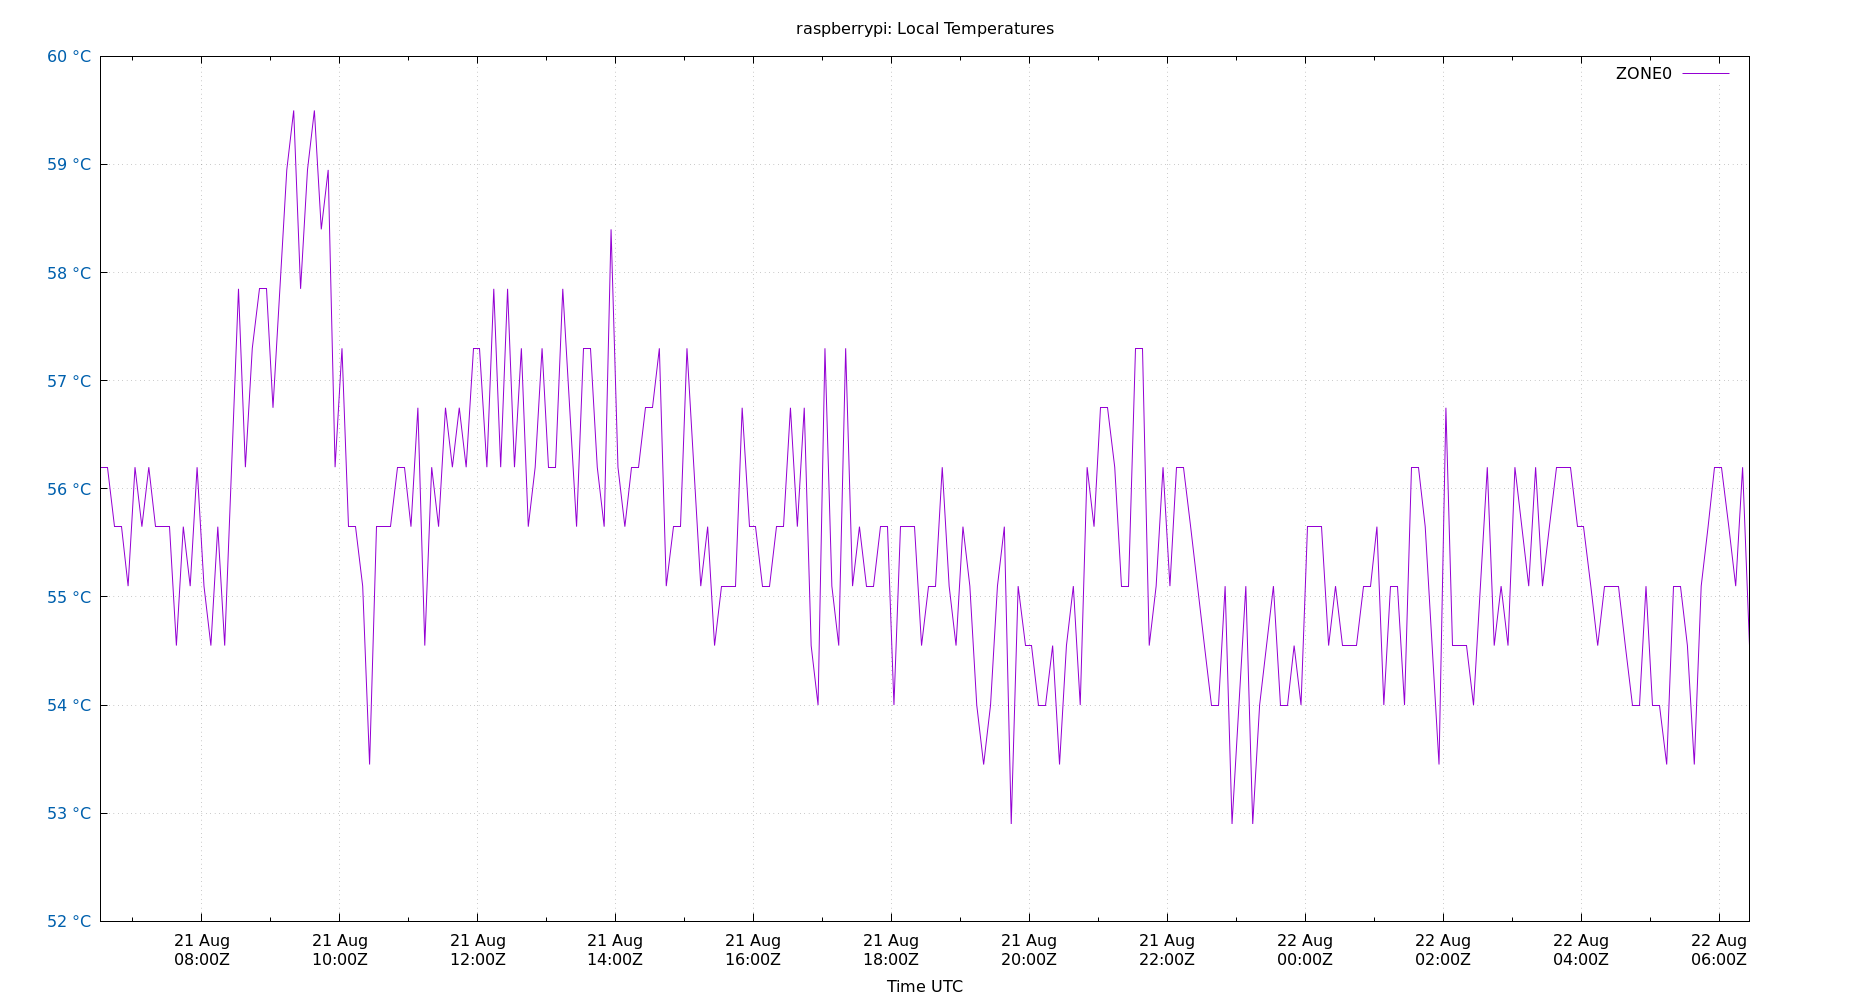 raspberrypi: Local Temperatures
60 °C
ZONE0
59 °C
58 °C
57 °C
56 °C
55 °C
54 °C
53 °C
52 °C
21 Aug 21 Aug 21 Aug 21 Aug 21 Aug 21 Aug 21 Aug 21 Aug 22 Aug 22 Aug 22 Aug 22 Aug
08:00Z 10:00Z 12:00Z 14:00Z 16:00Z 18:00Z 20:00Z 22:00Z 00:00Z 02:00Z 04:00Z 06:00Z
Time UTC